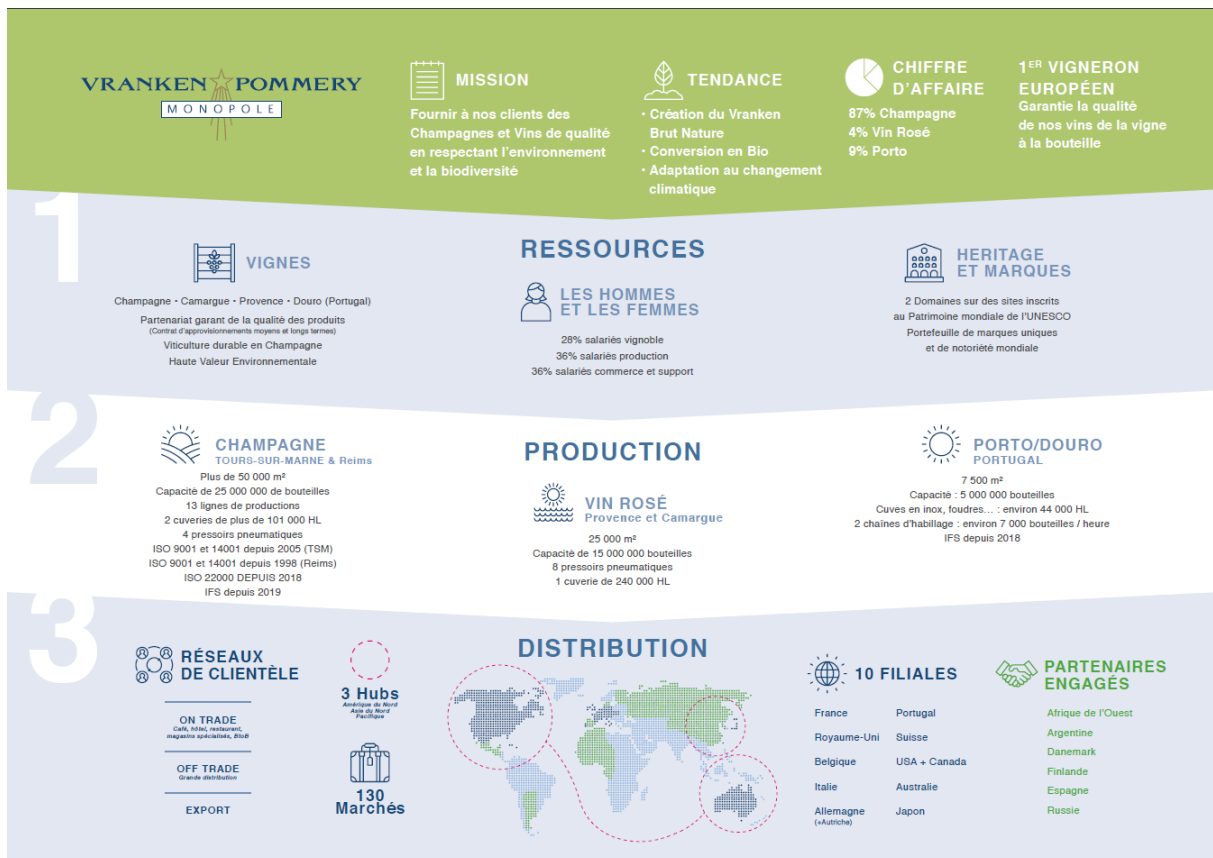 VRANKEN POMMERY
MONOPOLE
MISSION
Fournir à nos clients des
Champagnes et Vins de qualité
en respectant l'environnement
et la biodiversité
TENDANCE
• Création du Vranken
Brut Nature
• Conversion en Bio
• Adaptation au changement
climatique
CHIFFRE
D'AFFAIRE
87% Champagne
4% Vin Rosé
9% Porto
1ER VIGNERON
EUROPÉEN
Garantie la qualité
de nos vins de la vigne
à la bouteille
1
RESSOURCES
VIGNES
Champagne • Camargue • Provence • Douro (Portugal)
Partenariat garant de la qualité des produits
(Contrat d'approvisionnements moyens et longs termes)
Viticulture durable en Champagne
Haute Valeur Environnementale
LES HOMMES
ET LES FEMMES
28% salariés vignoble
36% salariés production
36% salariés commerce et support
HERITAGE
ET MARQUES
2 Domaines sur des sites inscrits
au Patrimoine mondiale de l'UNESCO
Portefeuille de marques uniques
et de notoriété mondiale
2
PRODUCTION
CHAMPAGNE
TOURS-SUR-MARNE & Reims
Plus de 50 000 m²
Capacité de 25 000 000 de bouteilles
13 lignes de productions
2 cuveries de plus de 101 000 HL
4 pressoirs pneumatiques
ISO 9001 et 14001 depuis 2005 (TSM)
ISO 9001 et 14001 depuis 1998 (Reims)
ISO 22000 DEPUIS 2018
IFS depuis 2019
VIN ROSÉ
Provence et Camargue
25 000 m²
Capacité de 15 000 000 bouteilles
8 pressoirs pneumatiques
1 cuverie de 240 000 HL
PORTO/DOURO
PORTUGAL
7 500 m²
Capacité : 5 000 000 bouteilles
Cuves en inox, foudres… : environ 44 000 HL
2 chaînes d'habillage : environ 7 000 bouteilles / heure
IFS depuis 2018
3
DISTRIBUTION
RÉSEAUX
DE CLIENTÈLE
ON TRADE
Café, hôtel, restaurant,
magasins spécialisés, BtoB
OFF TRADE
Grande distribution
EXPORT
3 Hubs
Amérique du Nord
Asie du Nord
Pacifique
130
Marchés
10 FILIALES
France
Royaume-Uni
Belgique
Italie
Allemagne
(+Autriche)
Portugal
Suisse
USA + Canada
Australie
Japon
PARTENAIRES
ENGAGÉS
Afrique de l'Ouest
Argentine
Danemark
Finlande
Espagne
Russie